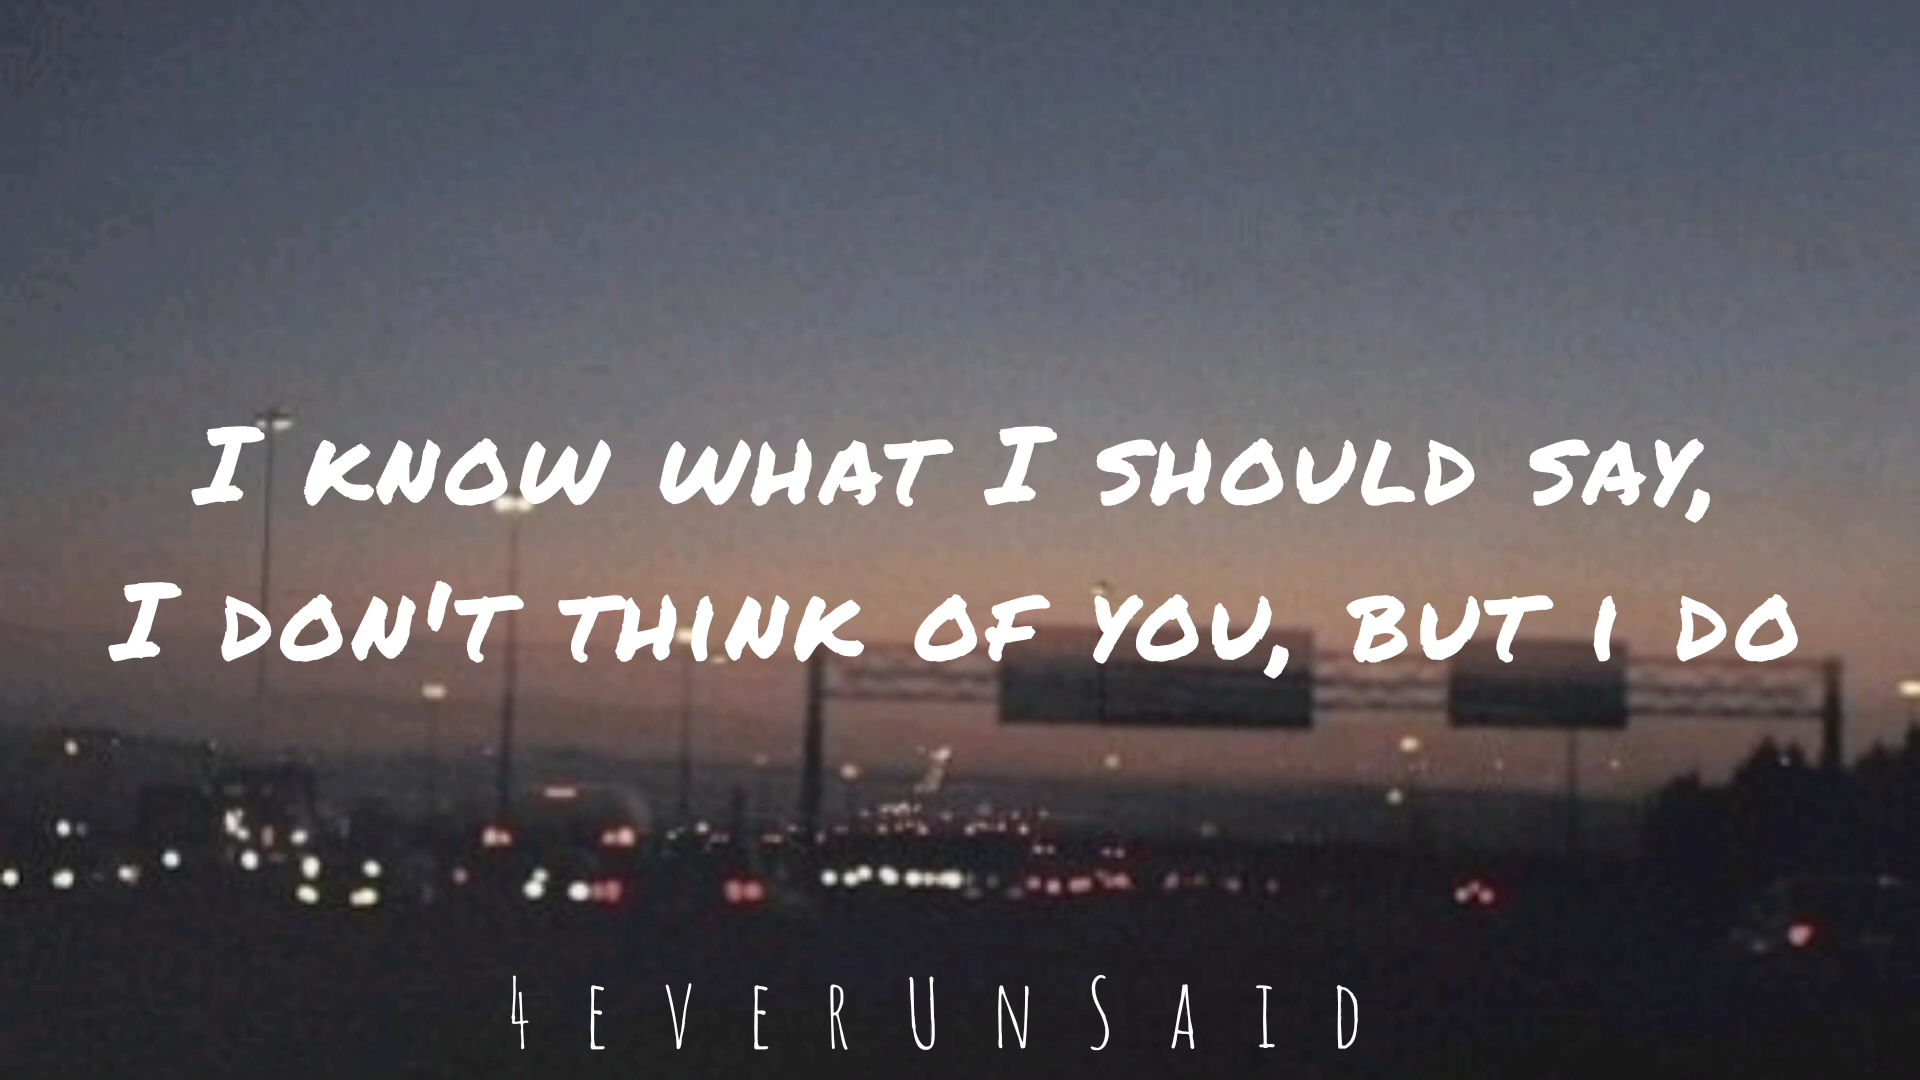 I KNOW WHAT I SHOULD SAY,
I DON'T THINK OF YOU, BUT I DO
4EVERUNSAID